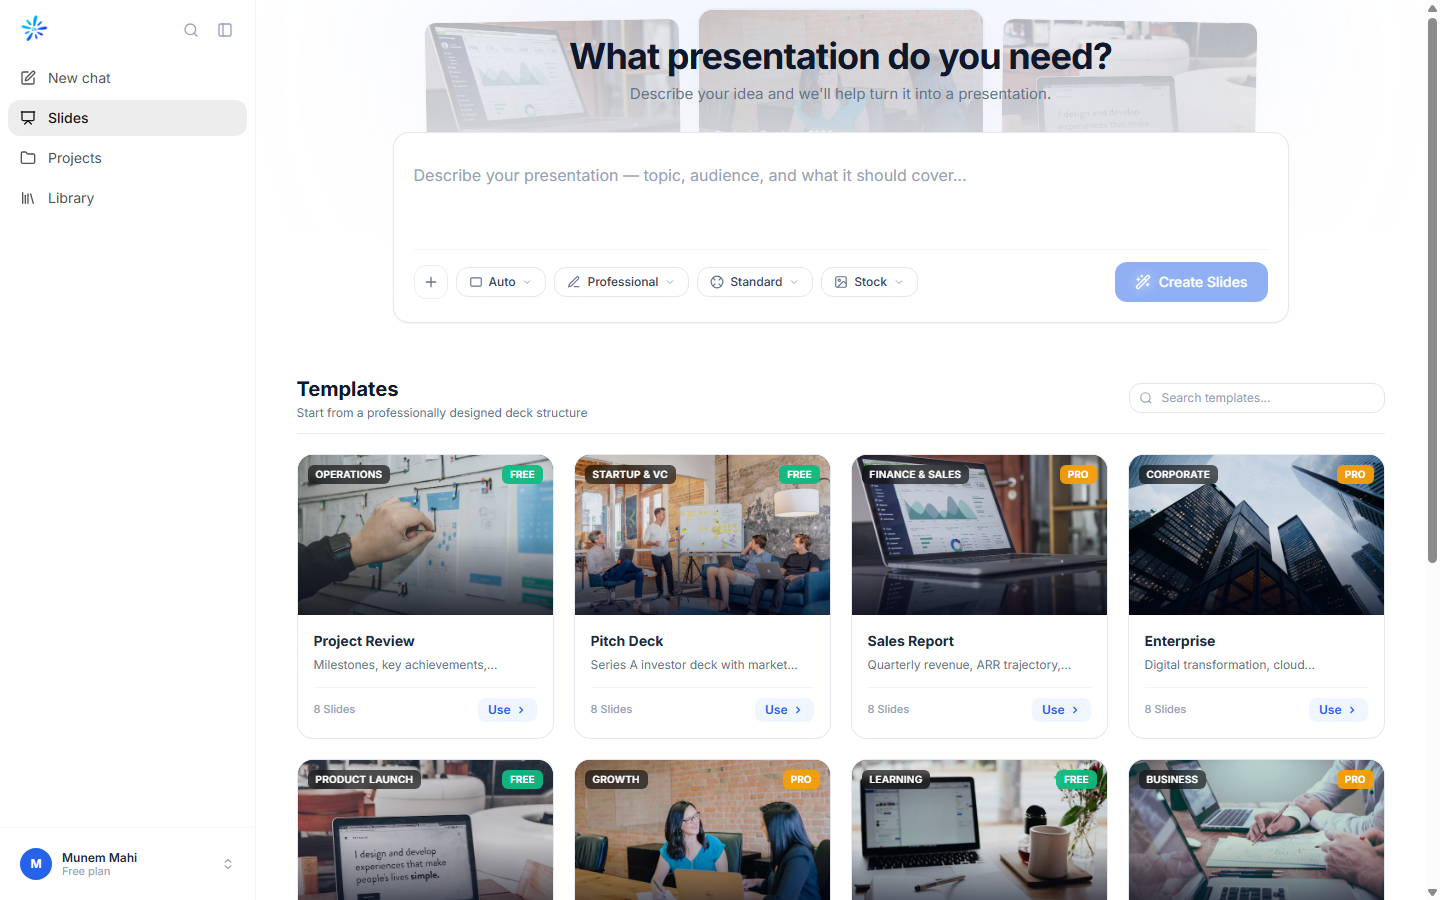 What presentation do you need?
Describe your idea and we'll help turn it into a presentation.
New chat
Slides
Projects
Library
Describe your presentation — topic, audience, and what it should cover...
Auto
Professional
Standard
Stock
Create Slides
Templates
Start from a professionally designed deck structure
Search templates...
OPERATIONS
FREE
STARTUP & VC
FREE
FINANCE & SALES
PRO
CORPORATE
PRO
Project Review
Milestones, key achievements,...
8 Slides
Use
Pitch Deck
Series A investor deck with market...
8 Slides
Use
Sales Report
Quarterly revenue, ARR trajectory,...
8 Slides
Use
Enterprise
Digital transformation, cloud...
8 Slides
Use
PRODUCT LAUNCH
FREE
GROWTH
PRO
LEARNING
FREE
BUSINESS
PRO
I design and develop
experiences that make
people's lives simple.
M
Munem Mahi
Free plan